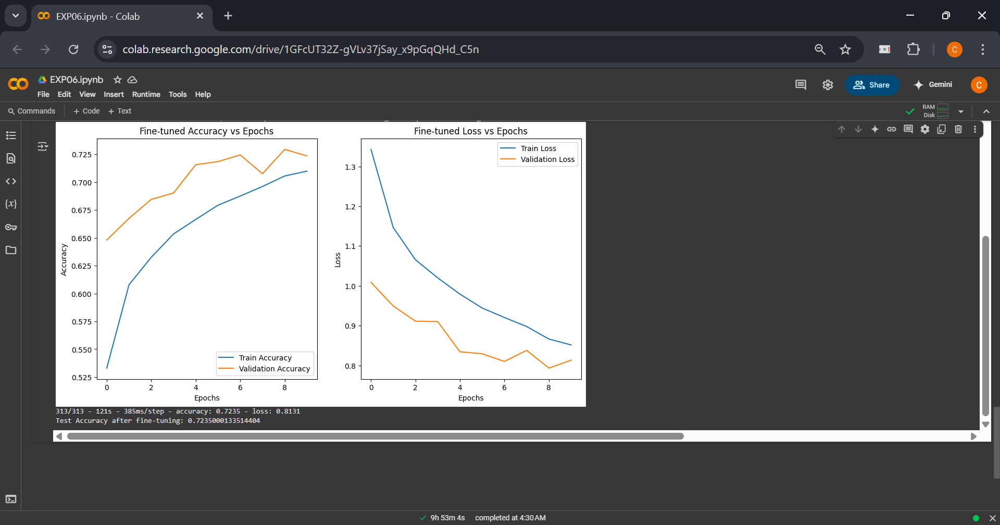 EXP06.ipynb - Colab
colab.research.google.com/drive/1GFcUT32Z-gVLv37jSay_x9pGqQHd_C5n
C
EXP06.ipynb
File Edit View Insert Runtime Tools Help
Share
Gemini
C
Commands + Code + Text
RAM
Disk
Fine-tuned Accuracy vs Epochs
0.725
0.700
0.675
0.650
0.625
0.600
0.575
0.550
0.525
Accuracy
Train Accuracy
Validation Accuracy
0 2 4 6 8
Epochs
Fine-tuned Loss vs Epochs
Train Loss
Validation Loss
1.3
1.2
1.1
1.0
0.9
0.8
Loss
0 2 4 6 8
Epochs
313/313 - 121s - 385ms/step - accuracy: 0.7235 - loss: 0.8131
Test Accuracy after fine-tuning: 0.7235000133514404
9h 53m 4s completed at 4:30 AM